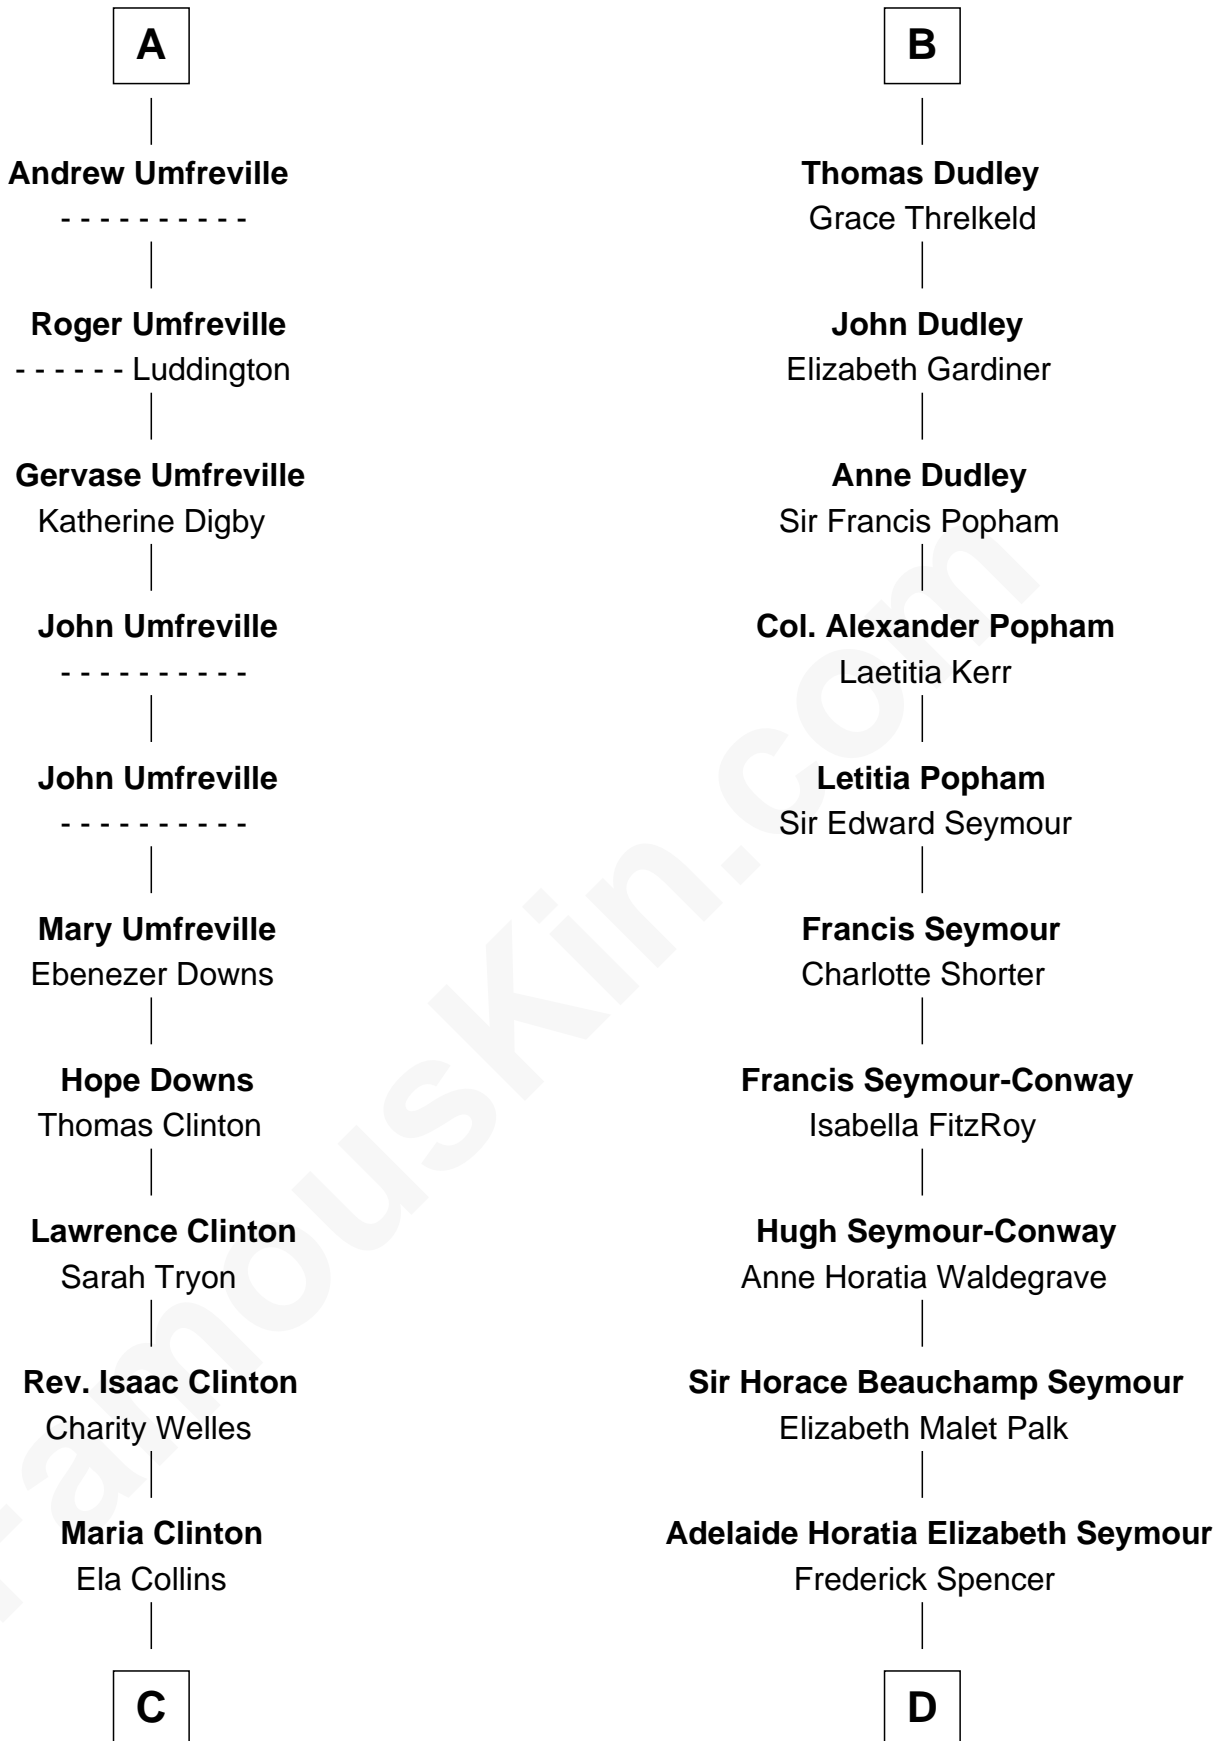 A
Andrew Umfreville
- - - - - - - - - -
Roger Umfreville
- - - - - - Luddington
Gervase Umfreville
Katherine Digby
John Umfreville
- - - - - - - - - -
John Umfreville
- - - - - - - - - -
Mary Umfreville
Ebenezer Downs
Hope Downs
Thomas Clinton
Lawrence Clinton
Sarah Tryon
Rev. Isaac Clinton
Charity Welles
Maria Clinton
Ela Collins
C
B
Thomas Dudley
Grace Threlkeld
John Dudley
Elizabeth Gardiner
Anne Dudley
Sir Francis Popham
Col. Alexander Popham
Laetitia Kerr
Letitia Popham
Sir Edward Seymour
Francis Seymour
Charlotte Shorter
Francis Seymour-Conway
Isabella FitzRoy
Hugh Seymour-Conway
Anne Horatia Waldegrave
Sir Horace Beauchamp Seymour
Elizabeth Malet Palk
Adelaide Horatia Elizabeth Seymour
Frederick Spencer
D
FamousKin.com